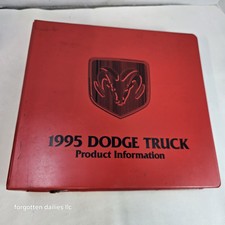 1995 DODGE TRUCK
Product Information
forgotten dailies llc